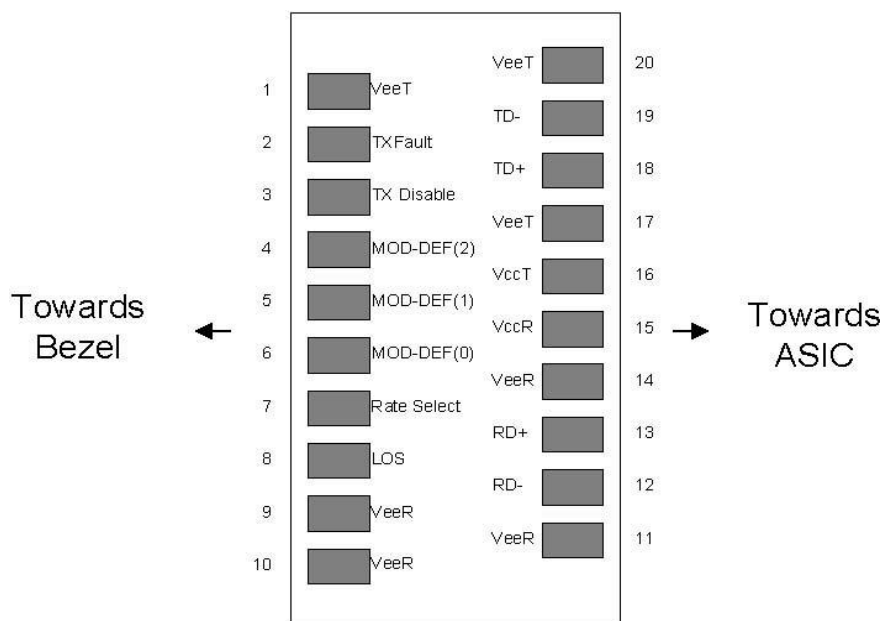 VeeT 20
1 VeeT
TD- 19
2 TXFault
TD+ 18
3 TX Disable
VeeT 17
4 MOD-DEF(2)
VccT 16
5 MOD-DEF(1)
Towards
Bezel
VccR 15
Towards
ASIC
6 MOD-DEF(0)
VeeR 14
7 Rate Select
RD+ 13
8 LOS
RD- 12
9 VeeR
VeeR 11
10 VeeR